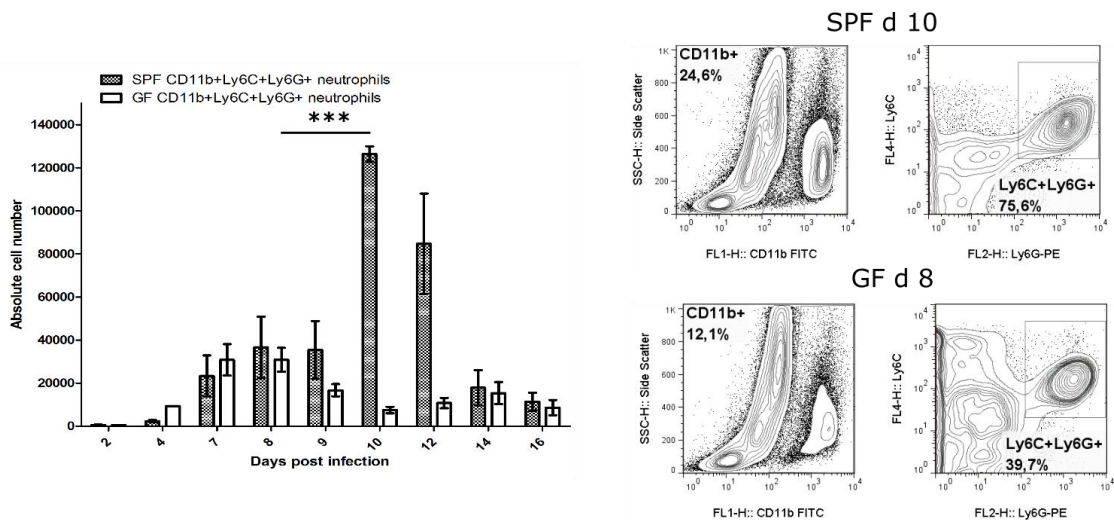 SPF CD11b+Ly6C+Ly6G+ neutrophils
GF CD11b+Ly6C+Ly6G+ neutrophils
***
140000
120000
100000
80000
60000
40000
20000
0
Absolute cell number
2 4 7 8 9 10 12 14 16
Days post infection
SPF d 10
CD11b+
24,6%
1K
800
600
400
200
0
SSC-H:: Side Scatter
10^0 10^1 10^2 10^3 10^4
FL1-H:: CD11b FITC
10^4
10^3
10^2
10^1
10^0
FL4-H:: Ly6C
Ly6C+Ly6G+
75,6%
10^0 10^1 10^2 10^3 10^4
FL2-H:: Ly6G-PE
GF d 8
CD11b+
12,1%
1K
800
600
400
200
0
SSC-H:: Side Scatter
10^0 10^1 10^2 10^3 10^4
FL1-H:: CD11b FITC
10^4
10^3
10^2
10^1
10^0
FL4-H:: Ly6C
Ly6C+Ly6G+
39,7%
10^0 10^1 10^2 10^3 10^4
FL2-H:: Ly6G-PE